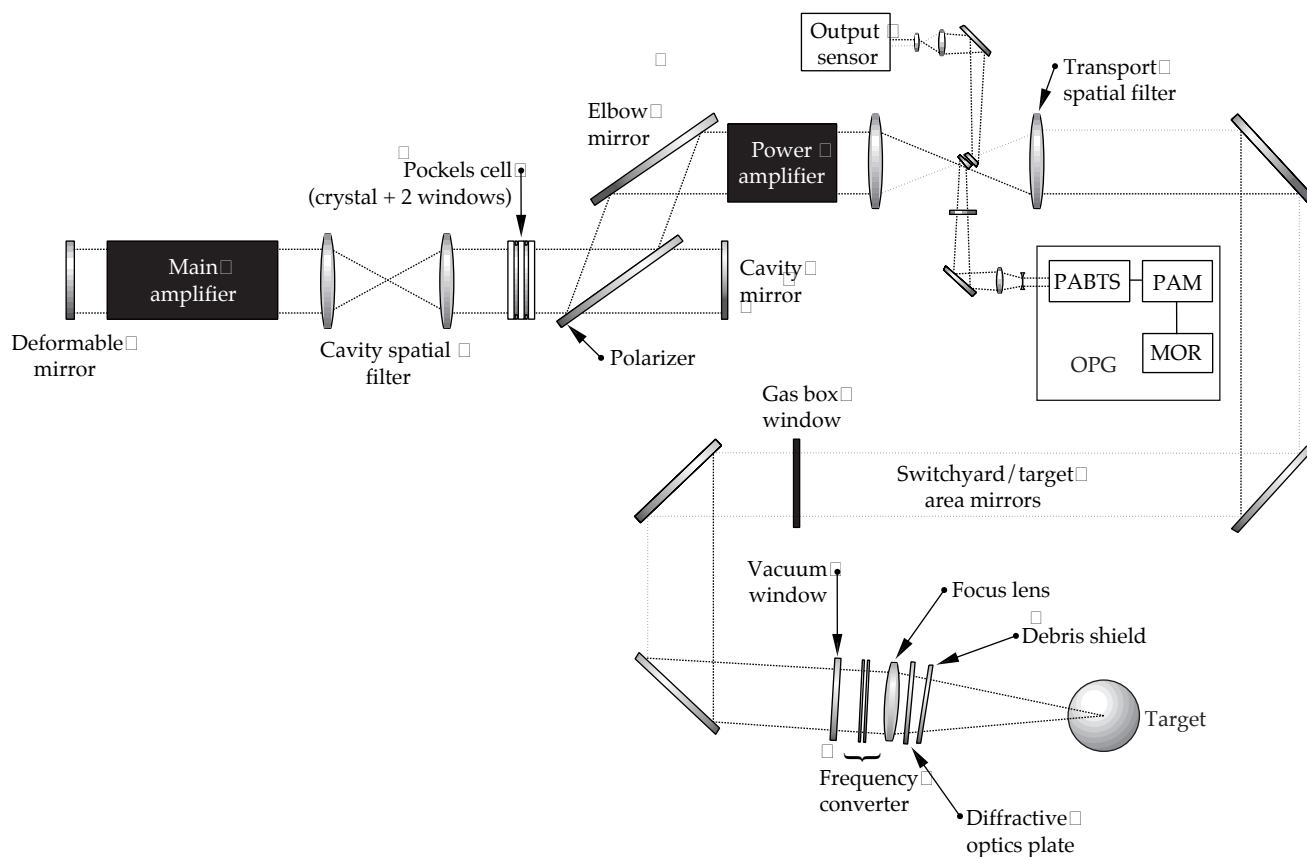 Output
sensor
Transport
spatial filter
Elbow
mirror
Power
amplifier
Pockels cell
(crystal + 2 windows)
Main
amplifier
Cavity
mirror
PABTS
PAM
MOR
OPG
Deformable
mirror
Cavity spatial
filter
Polarizer
Gas box
window
Switchyard/target
area mirrors
Vacuum
window
Focus lens
Debris shield
Target
Frequency
converter
Diffractive
optics plate